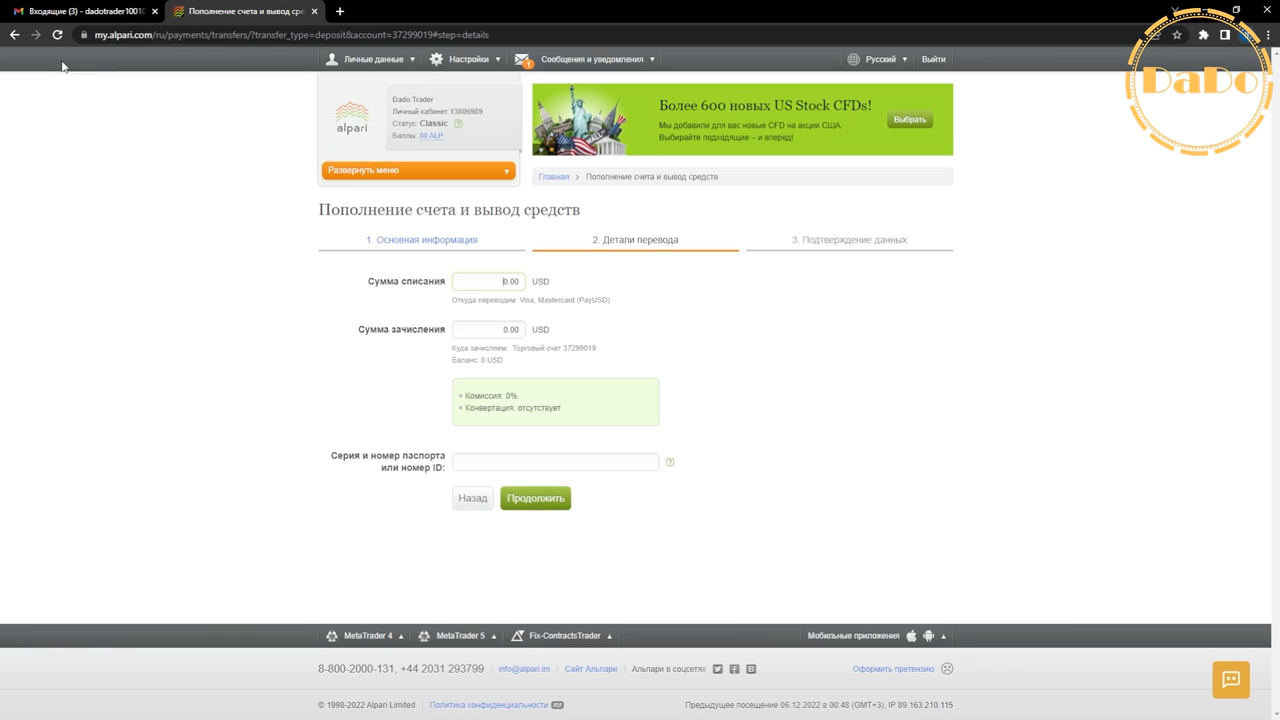 Входящие (3) - dadotrader1001
Пополнение счета и вывод сред
my.alpari.com/ru/payments/transfers/?transfer_type=deposit&account=37299019#step=details
Личные данные
Настройки
1
Сообщения и уведомления
Русский
Выйти
DaDo
alpari
Dado Trader
Личный кабинет 13806989
Статус: Classic ?
Баллы: 80 ALP
Развернуть меню
Более 600 новых US Stock CFDs!
Мы добавили для вас новые CFD на акции США.
Выбирайте подходящие – и вперед!
Выбрать
Главная > Пополнение счета и вывод средств
Пополнение счета и вывод средств
1. Основная информация
2. Детали перевода
3. Подтверждение данных
Сумма списания 0.00 USD
Откуда переводим: Visa, Mastercard (PayUSD)
Сумма зачисления 0.00 USD
Куда зачисляем: Торговый счет 37299019
Баланс: 0 USD
Комиссия: 0%
Конвертация: отсутствует
Серия и номер паспорта
или номер ID: ?
Назад
Продолжить
MetaTrader 4
MetaTrader 5
Fix-ContractsTrader
Мобильные приложения
8-800-2000-131, +44 2031 293799
info@alpari.im
Сайт Альпари
Альпари в соцсетях
Оформить претензию
© 1998-2022 Alpari Limited
Политика конфиденциальности PDF
Предыдущее посещение 06.12.2022 в 00:48 (GMT+3), IP 89.163.210.115